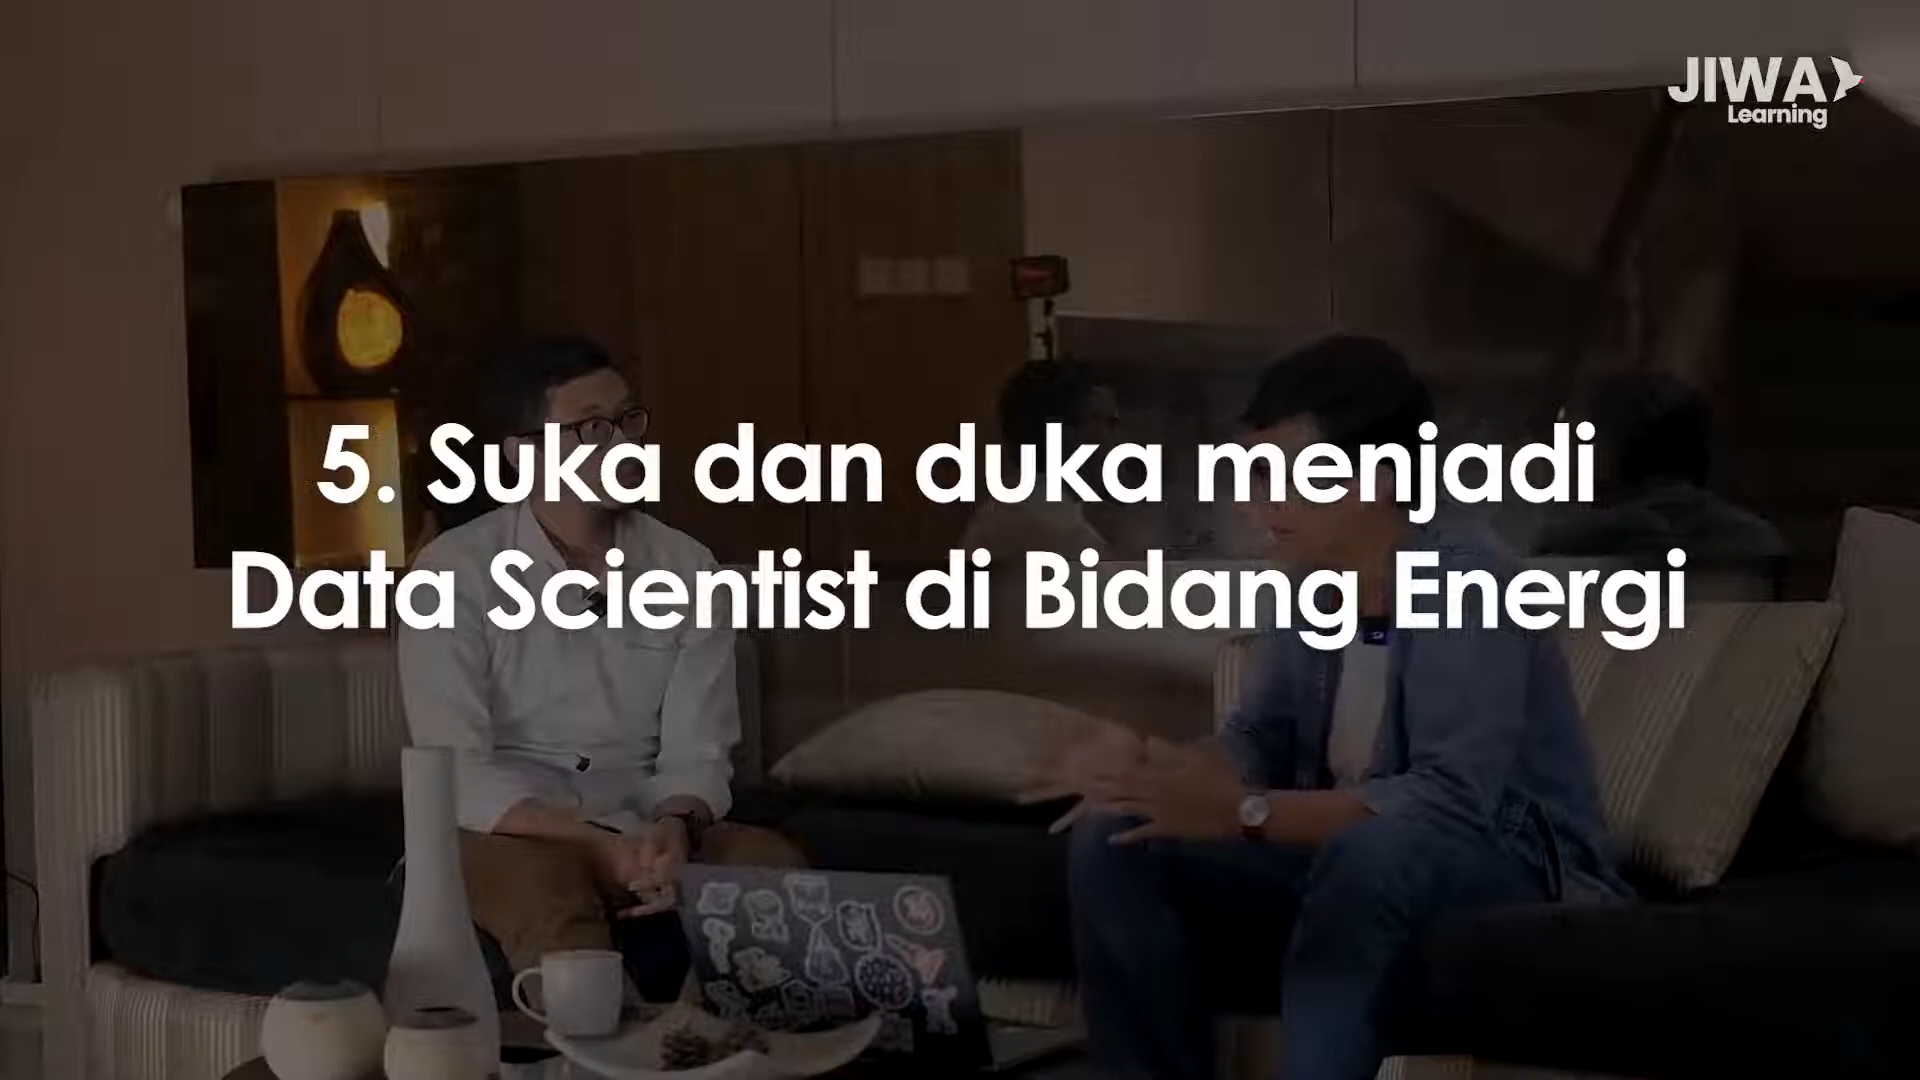 JIWA
Learning
5. Suka dan duka menjadi
Data Scientist di Bidang Energi